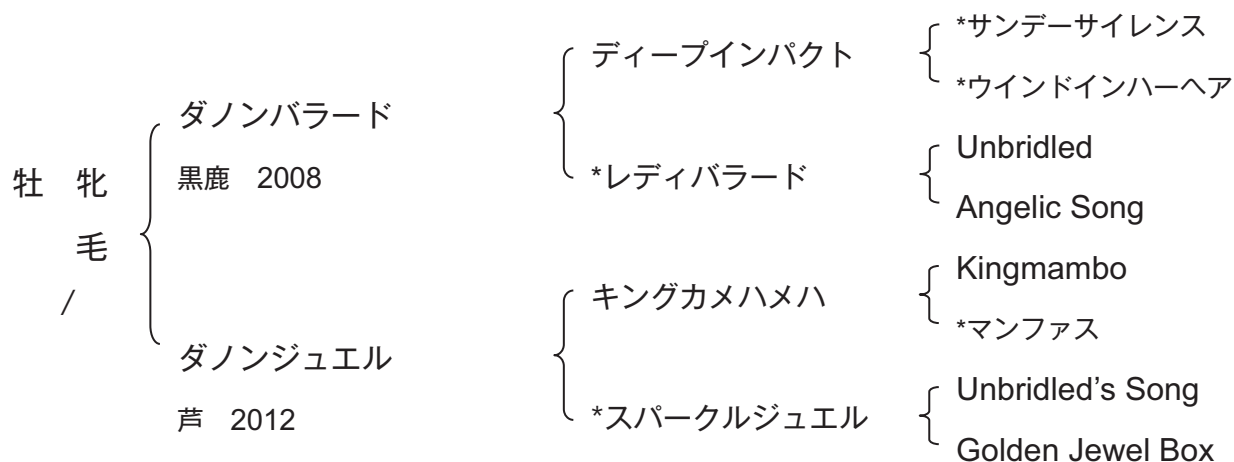 牡　牝
毛
/
ダノンバラード
黒鹿　2008
ダノンジュエル
芦　2012
ディープインパクト
*レディバラード
キングカメハメハ
*スパークルジュエル
*サンデーサイレンス
*ウインドインハーヘア
Unbridled
Angelic Song
Kingmambo
*マンファス
Unbridled's Song
Golden Jewel Box